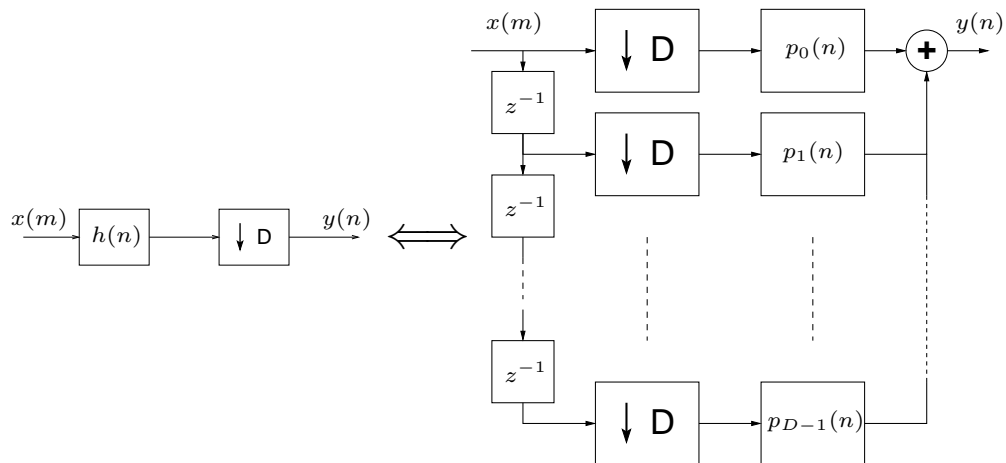 x(m)
h(n)
↓ D
y(n)
⟺
x(m)
↓ D
p₀(n)
+
y(n)
z⁻¹
↓ D
p₁(n)
z⁻¹
z⁻¹
↓ D
p_{D−1}(n)